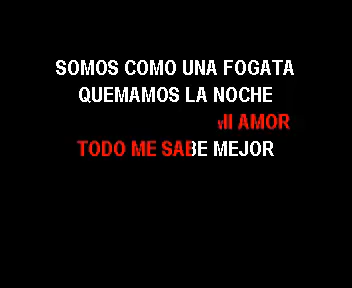 SOMOS COMO UNA FOGATA
QUEMAMOS LA NOCHE
AMOR
TODO ME SABE MEJOR